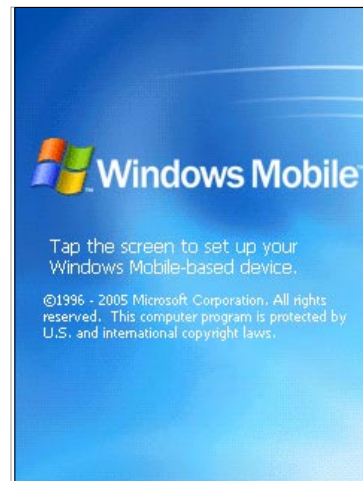 Windows Mobile™
Tap the screen to set up your
Windows Mobile-based device.
©1996 - 2005 Microsoft Corporation. All rights
reserved. This computer program is protected by
U.S. and international copyright laws.